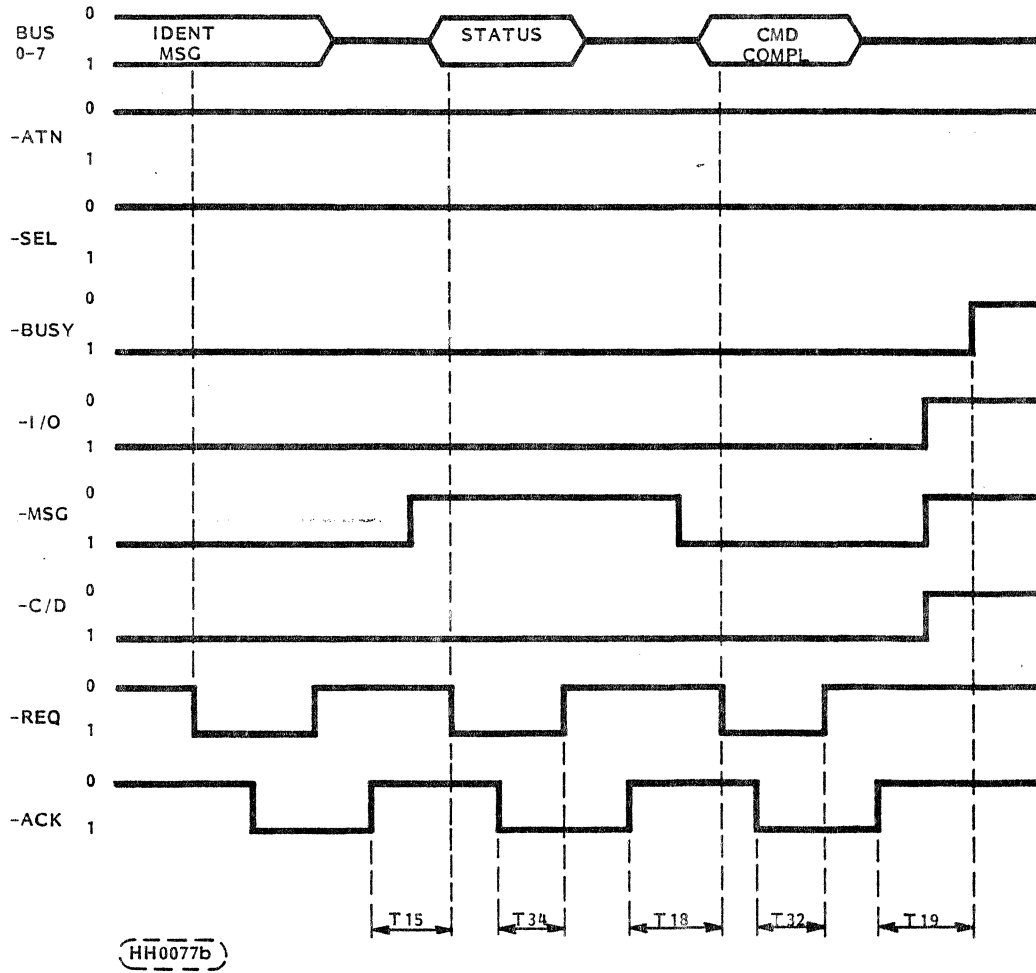 0
BUS IDENT STATUS CMD
0-7 MSG COMPL
1
0
-ATN
1
0
-SEL
1
0
-BUSY
1
0
-I/O
1
0
-MSG
1
0
-C/D
1
0
-REQ
1
0
-ACK
1
T15 T34 T18 T32 T19
HH0077b